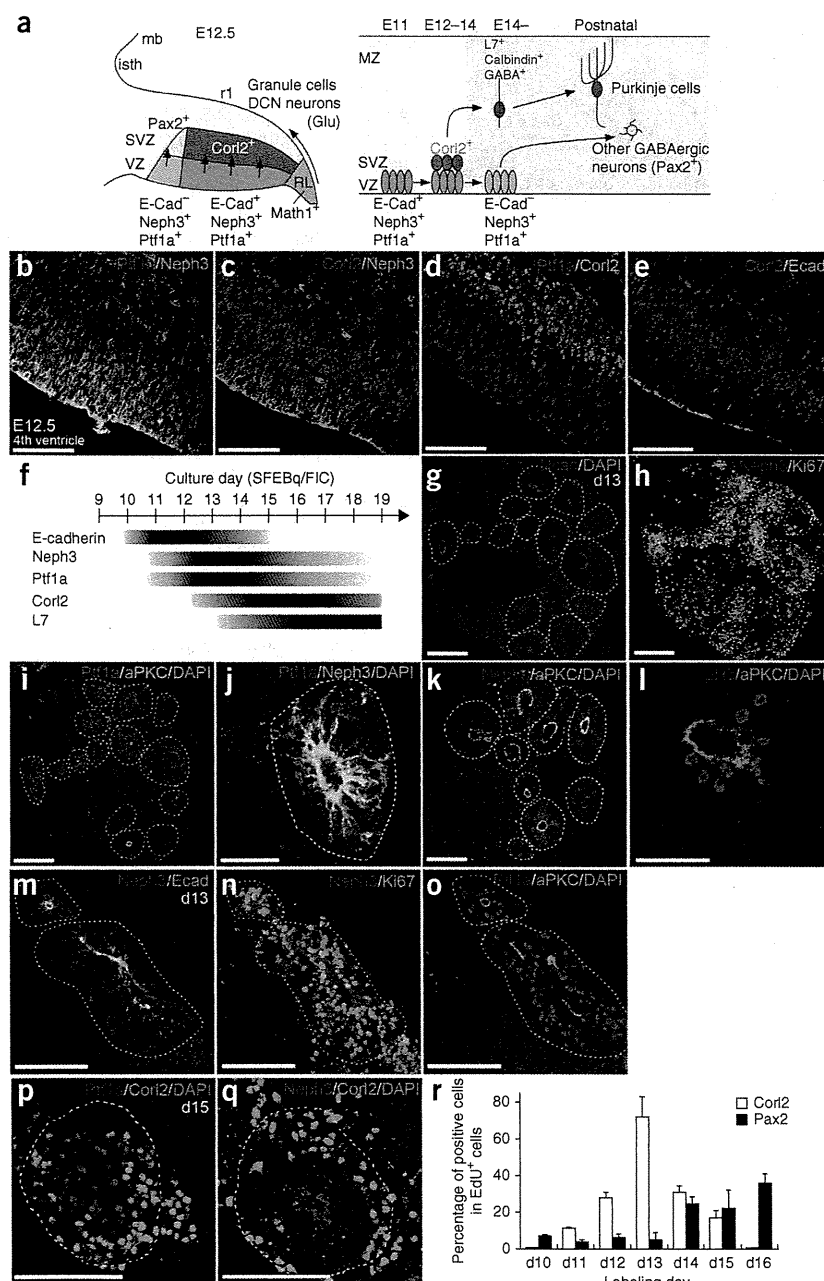 a
E12.5
mb
isth
r1
Granule cells
DCN neurons
(Glu)
Pax2+
SVZ
Corl2+
VZ
RL
Math1+
E-Cad− E-Cad+
Neph3+ Neph3+
Ptf1a+ Ptf1a+
E11 E12–14 E14– Postnatal
MZ
L7+
Calbindin+
GABA+
Purkinje cells
Corl2+
Other GABAergic
neurons (Pax2+)
SVZ
VZ
E-Cad+ E-Cad−
Neph3+ Neph3+
Ptf1a+ Ptf1a+
b /Neph3
E12.5
4th ventricle
c /Neph3
d /Corl2
e /Ecad
f
Culture day (SFEBq/FIC)
9 10 11 12 13 14 15 16 17 18 19
E-cadherin
Neph3
Ptf1a
Corl2
L7
g /DAPI
d13
h /Ki67
i Ptf1a/aPKC/DAPI
j /Neph3/DAPI
k /aPKC/DAPI
l /aPKC/DAPI
m Neph3/Ecad
d13
n Neph3/Ki67
o /aPKC/DAPI
p /Corl2/DAPI
d15
q Neph3/Corl2/DAPI
r
Percentage of positive cells
in EdU+ cells
80
60
40
20
0
Corl2
Pax2
d10 d11 d12 d13 d14 d15 d16
Labeling day